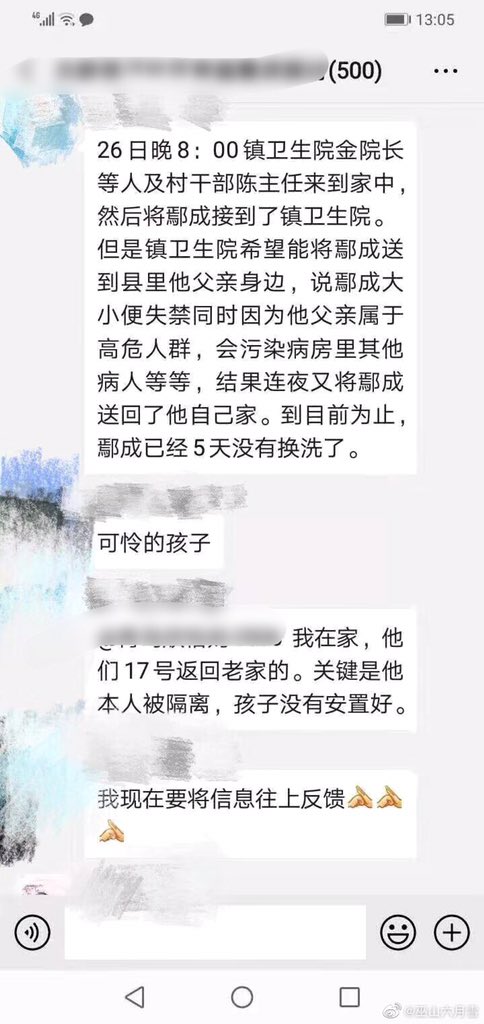 46
13:05
(500)
26日晚8：00镇卫生院金院长
等人及村干部陈主任来到家中，
然后将鄢成接到了镇卫生院。
但是镇卫生院希望能将鄢成送
到县里他父亲身边，说鄢成大
小便失禁同时因为他父亲属于
高危人群，会污染病房里其他
病人等等，结果连夜又将鄢成
送回了他自己家。到目前为止，
鄢成已经5天没有换洗了。
可怜的孩子
我在家，他
们17号返回老家的。关键是他
本人被隔离，孩子没有安置好。
我现在要将信息往上反馈
@巫山六月雪